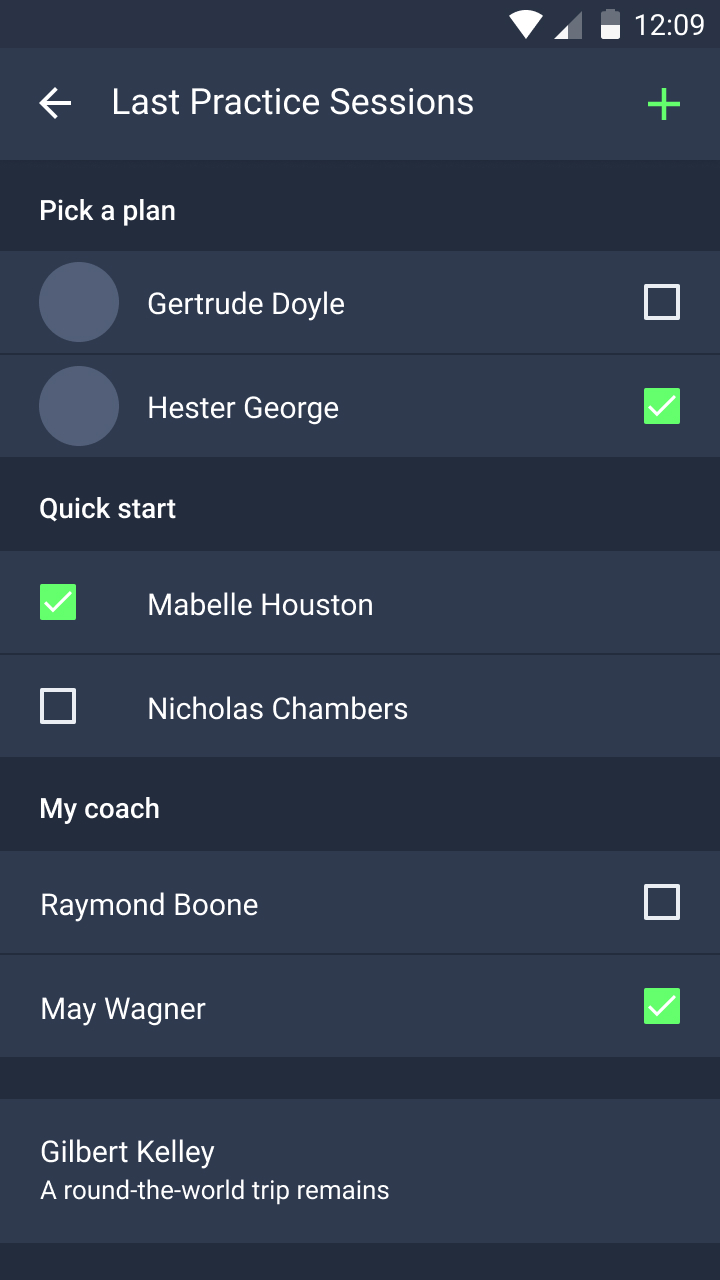 12:09
Last Practice Sessions
Pick a plan
Gertrude Doyle
Hester George
Quick start
Mabelle Houston
Nicholas Chambers
My coach
Raymond Boone
May Wagner
Gilbert Kelley
A round-the-world trip remains